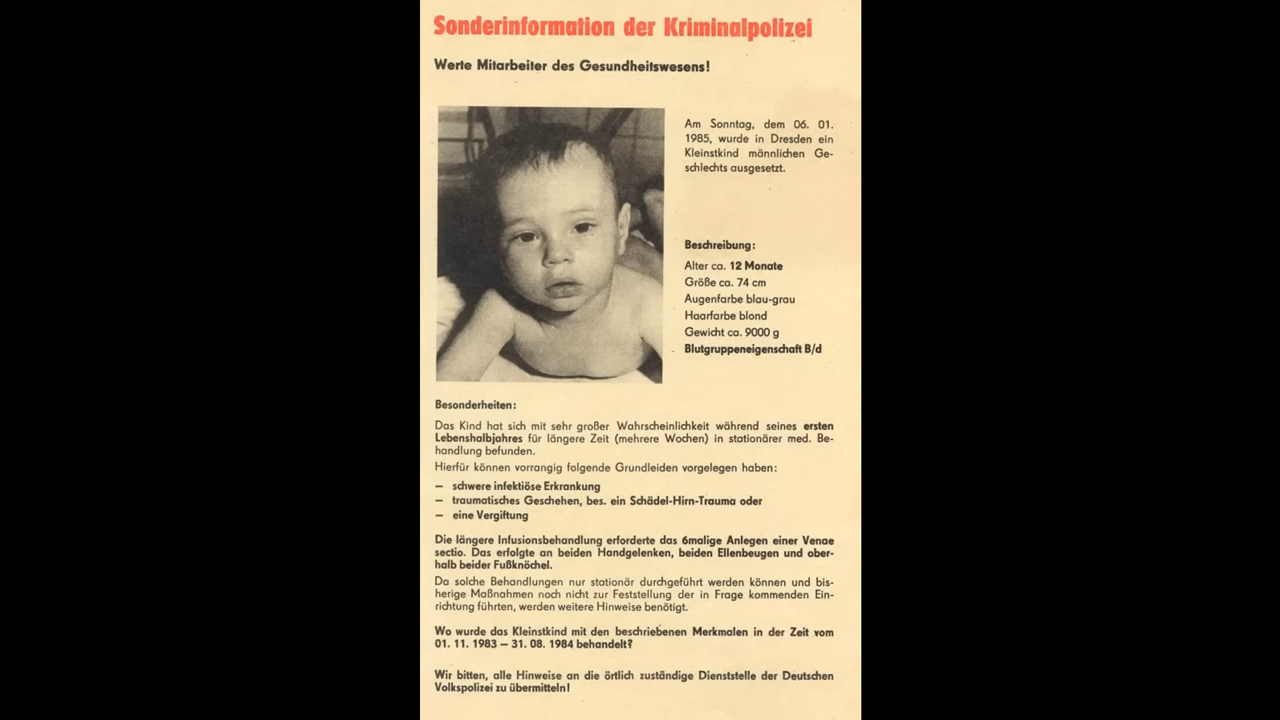 Sonderinformation der Kriminalpolizei
Werte Mitarbeiter des Gesundheitswesens!
Am Sonntag, dem 06. 01.
1985, wurde in Dresden ein
Kleinstkind männlichen Ge-
schlechts ausgesetzt.
Beschreibung:
Alter ca. 12 Monate
Größe ca. 74 cm
Augenfarbe blau-grau
Haarfarbe blond
Gewicht ca. 9000 g
Blutgruppeneigenschaft B/d
Besonderheiten:
Das Kind hat sich mit sehr großer Wahrscheinlichkeit während seines ersten
Lebenshalbjahres für längere Zeit (mehrere Wochen) in stationärer med. Be-
handlung befunden.
Hierfür können vorrangig folgende Grundleiden vorgelegen haben:
— schwere infektiöse Erkrankung
— traumatisches Geschehen, bes. ein Schädel-Hirn-Trauma oder
— eine Vergiftung
Die längere Infusionsbehandlung erforderte das 6malige Anlegen einer Venae
sectio. Das erfolgte an beiden Handgelenken, beiden Ellenbeugen und ober-
halb beider Fußknöchel.
Da solche Behandlungen nur stationär durchgeführt werden können und bis-
herige Maßnahmen noch nicht zur Feststellung der in Frage kommenden Ein-
richtung führten, werden weitere Hinweise benötigt.
Wo wurde das Kleinstkind mit den beschriebenen Merkmalen in der Zeit vom
01. 11. 1983 — 31. 08. 1984 behandelt?
Wir bitten, alle Hinweise an die örtlich zuständige Dienststelle der Deutschen
Volkspolizei zu übermitteln!